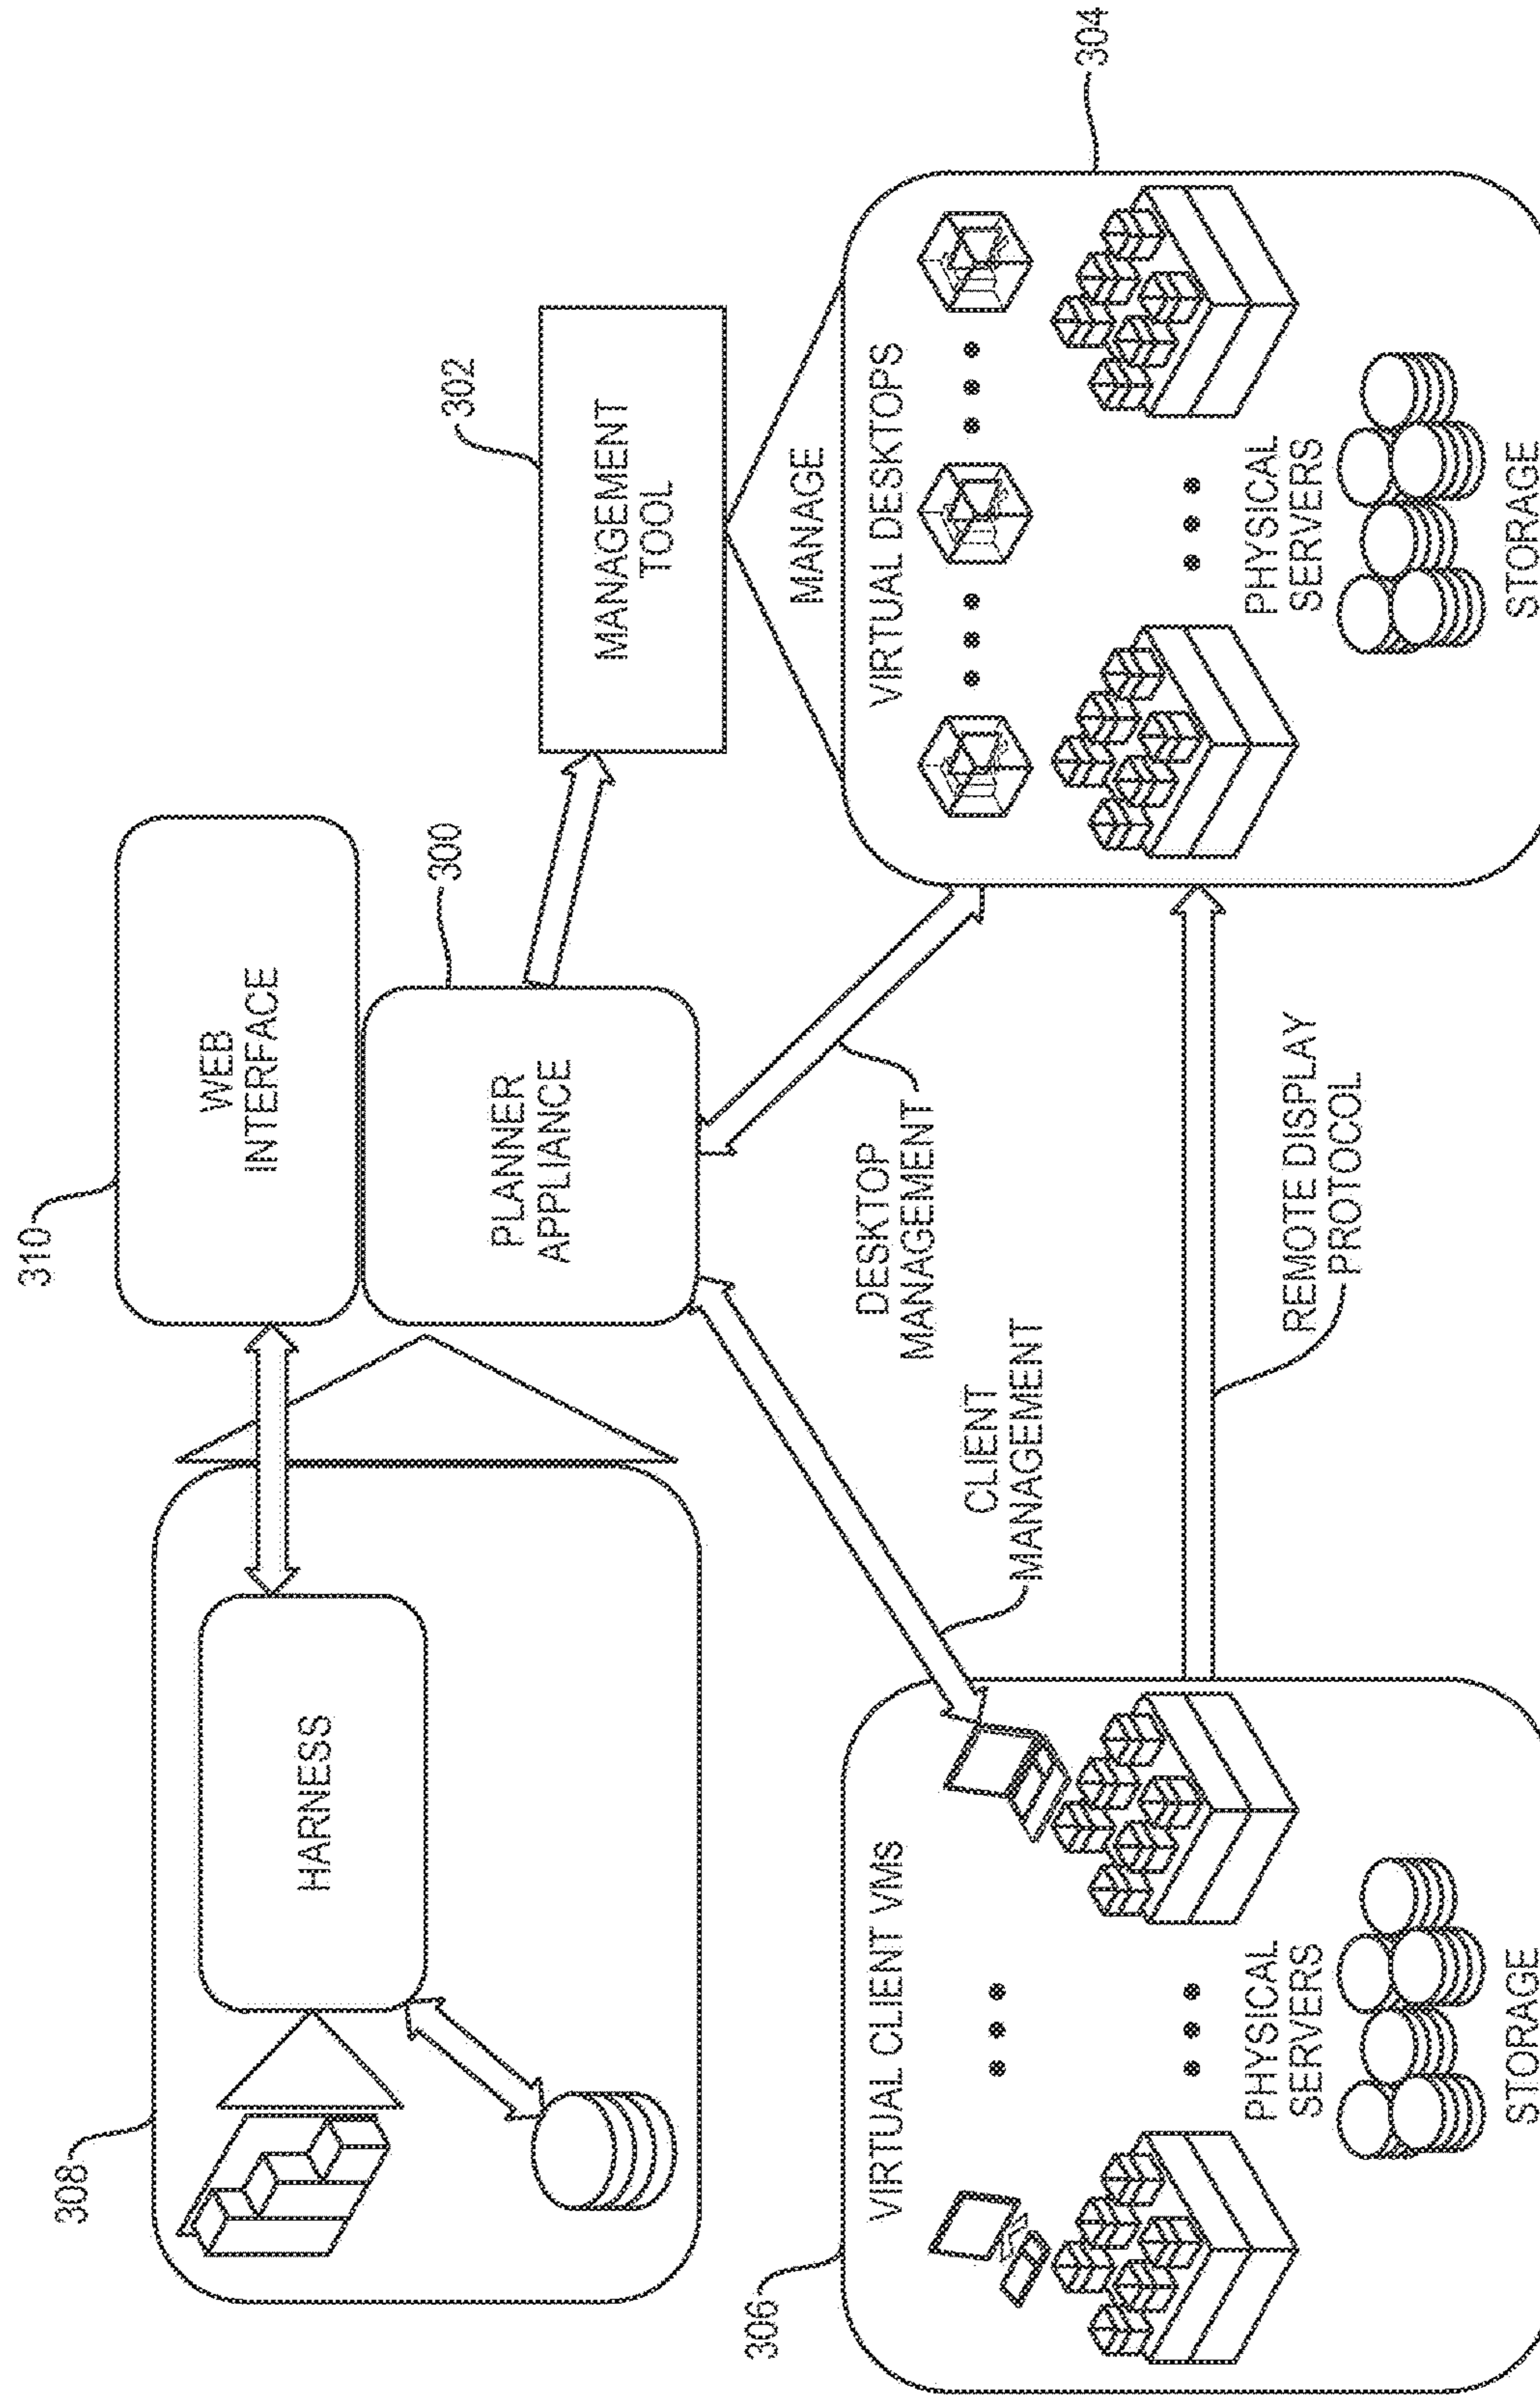 310
WEB
INTERFACE
308
HARNESS
300
PLANNER
APPLIANCE
302
MANAGEMENT
TOOL
MANAGE
DESKTOP
MANAGEMENT
CLIENT
MANAGEMENT
306
VIRTUAL CLIENT VMs
PHYSICAL
SERVERS
STORAGE
REMOTE DISPLAY
PROTOCOL
304
VIRTUAL DESKTOPS
PHYSICAL
SERVERS
STORAGE